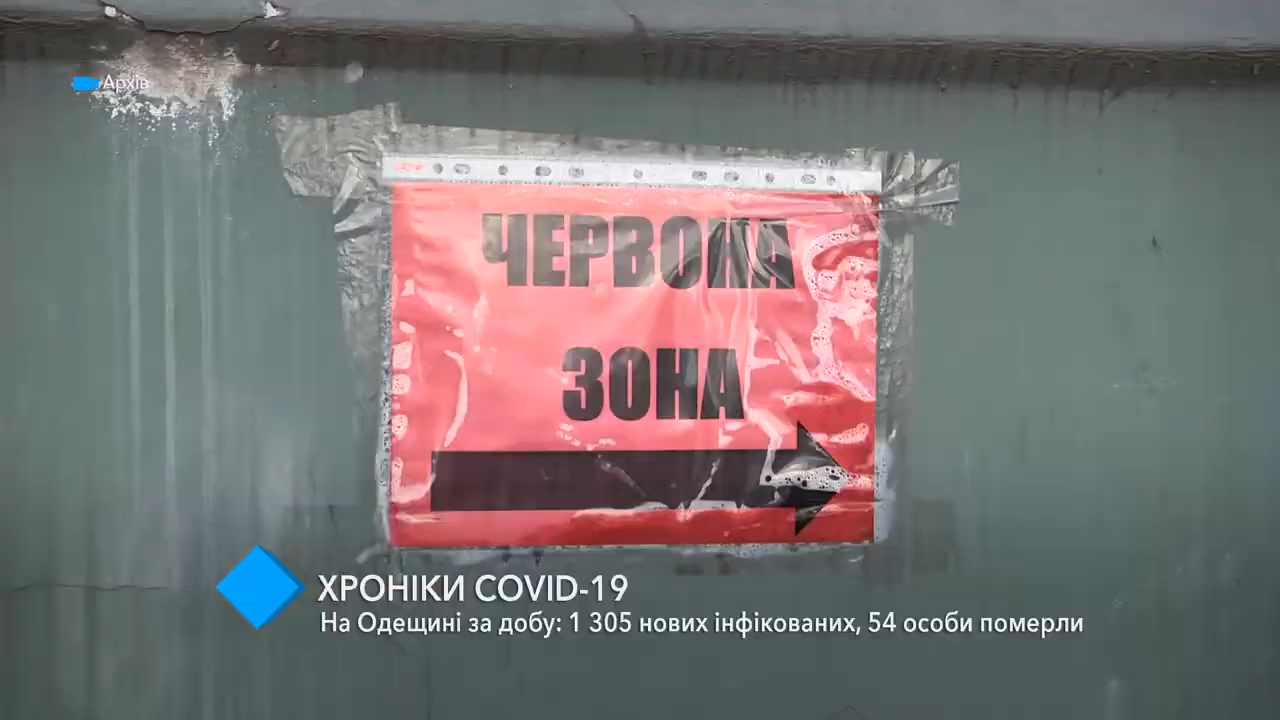 Архів
ЧЕРВОНА
ЗОНА
ХРОНІКИ COVID-19
На Одещині за добу: 1 305 нових інфікованих, 54 особи померли